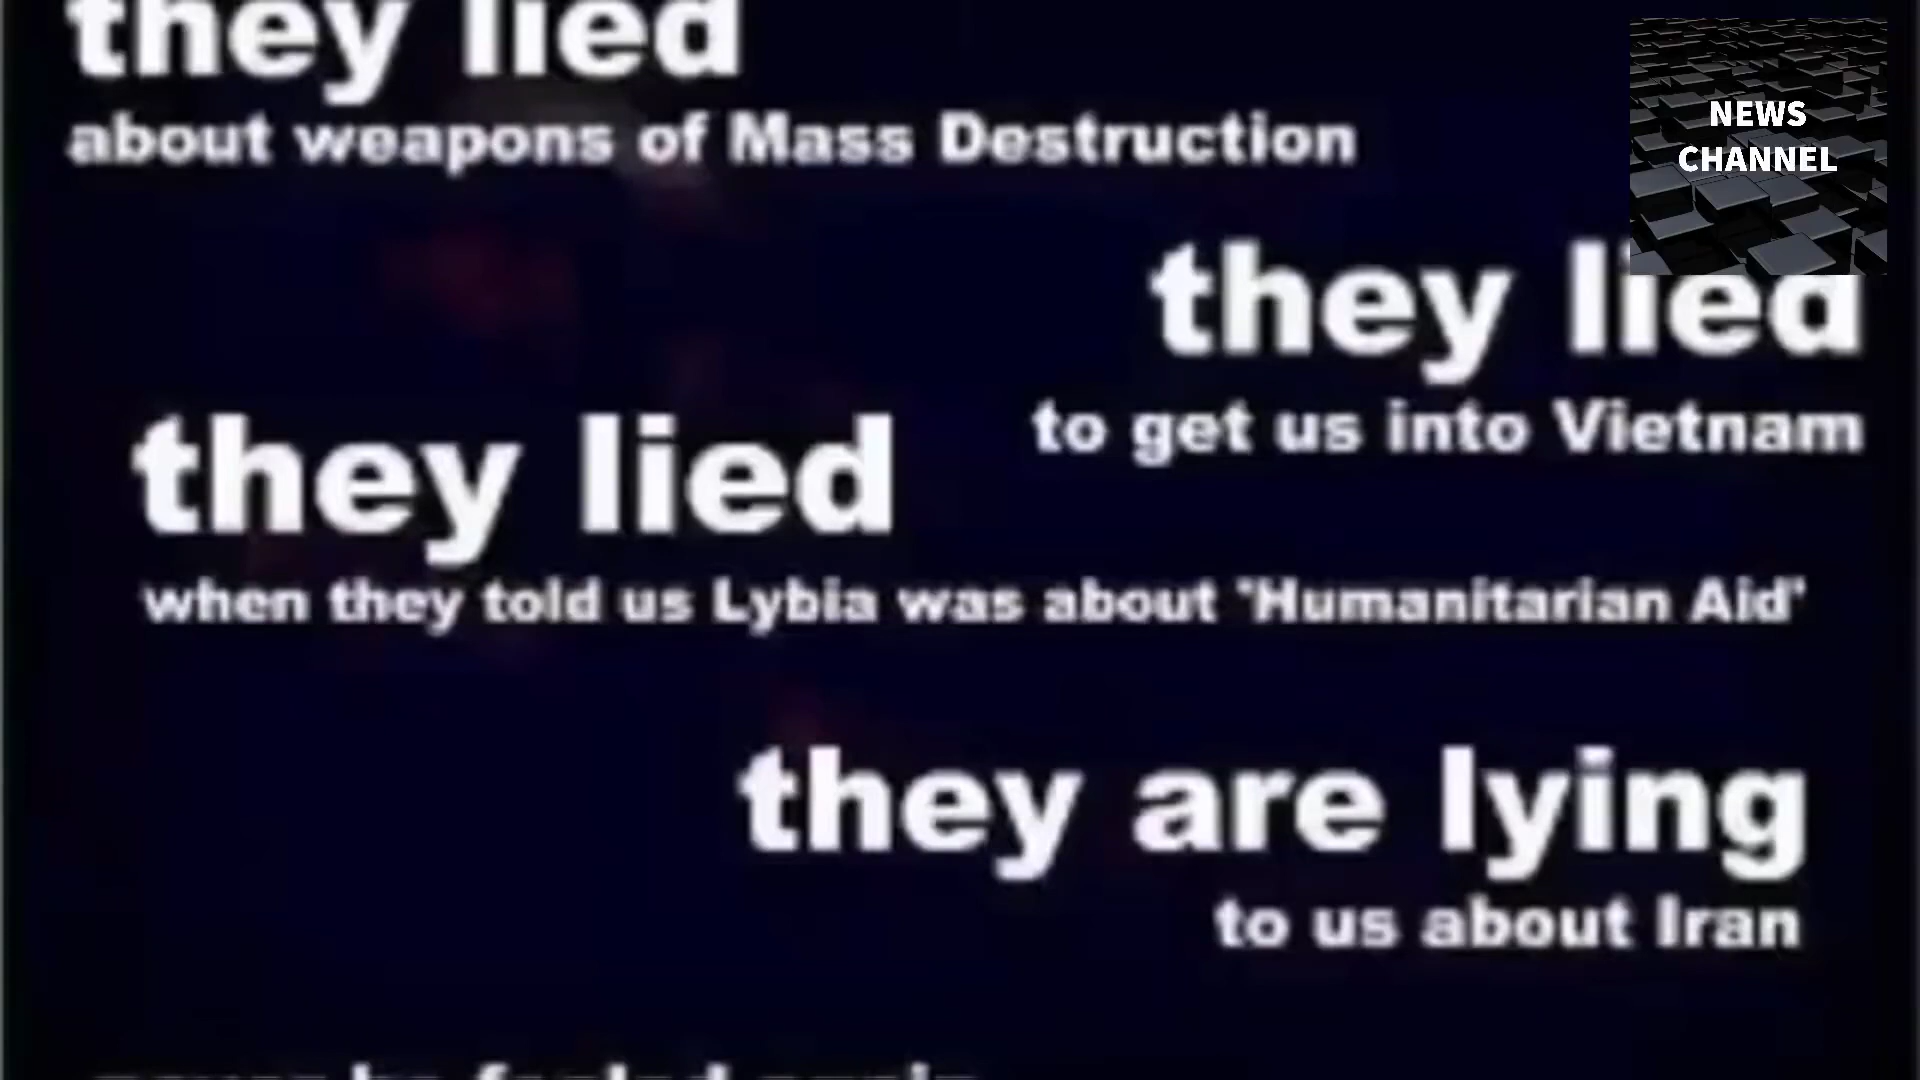 they lied
about weapons of Mass Destruction
NEWS
CHANNEL
they lied
to get us into Vietnam
they lied
when they told us Lybia was about 'Humanitarian Aid'
they are lying
to us about Iran